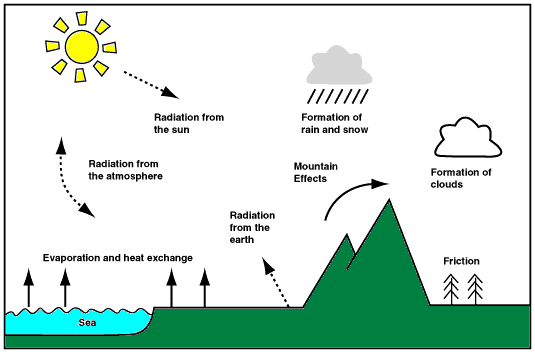 Radiation from
the sun
Formation of
rain and snow
Radiation from
the atmosphere
Mountain
Effects
Formation of
clouds
Radiation
from the
earth
Evaporation and heat exchange
Friction
Sea